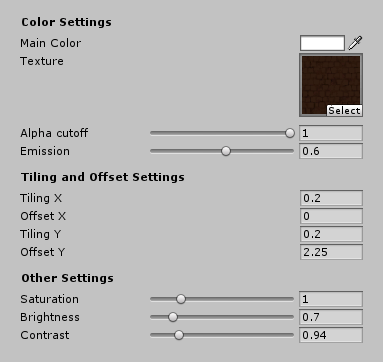 Color Settings
Main Color
Texture
Select
Alpha cutoff 1
Emission 0.6
Tiling and Offset Settings
Tiling X 0.2
Offset X 0
Tiling Y 0.2
Offset Y 2.25
Other Settings
Saturation 1
Brightness 0.7
Contrast 0.94